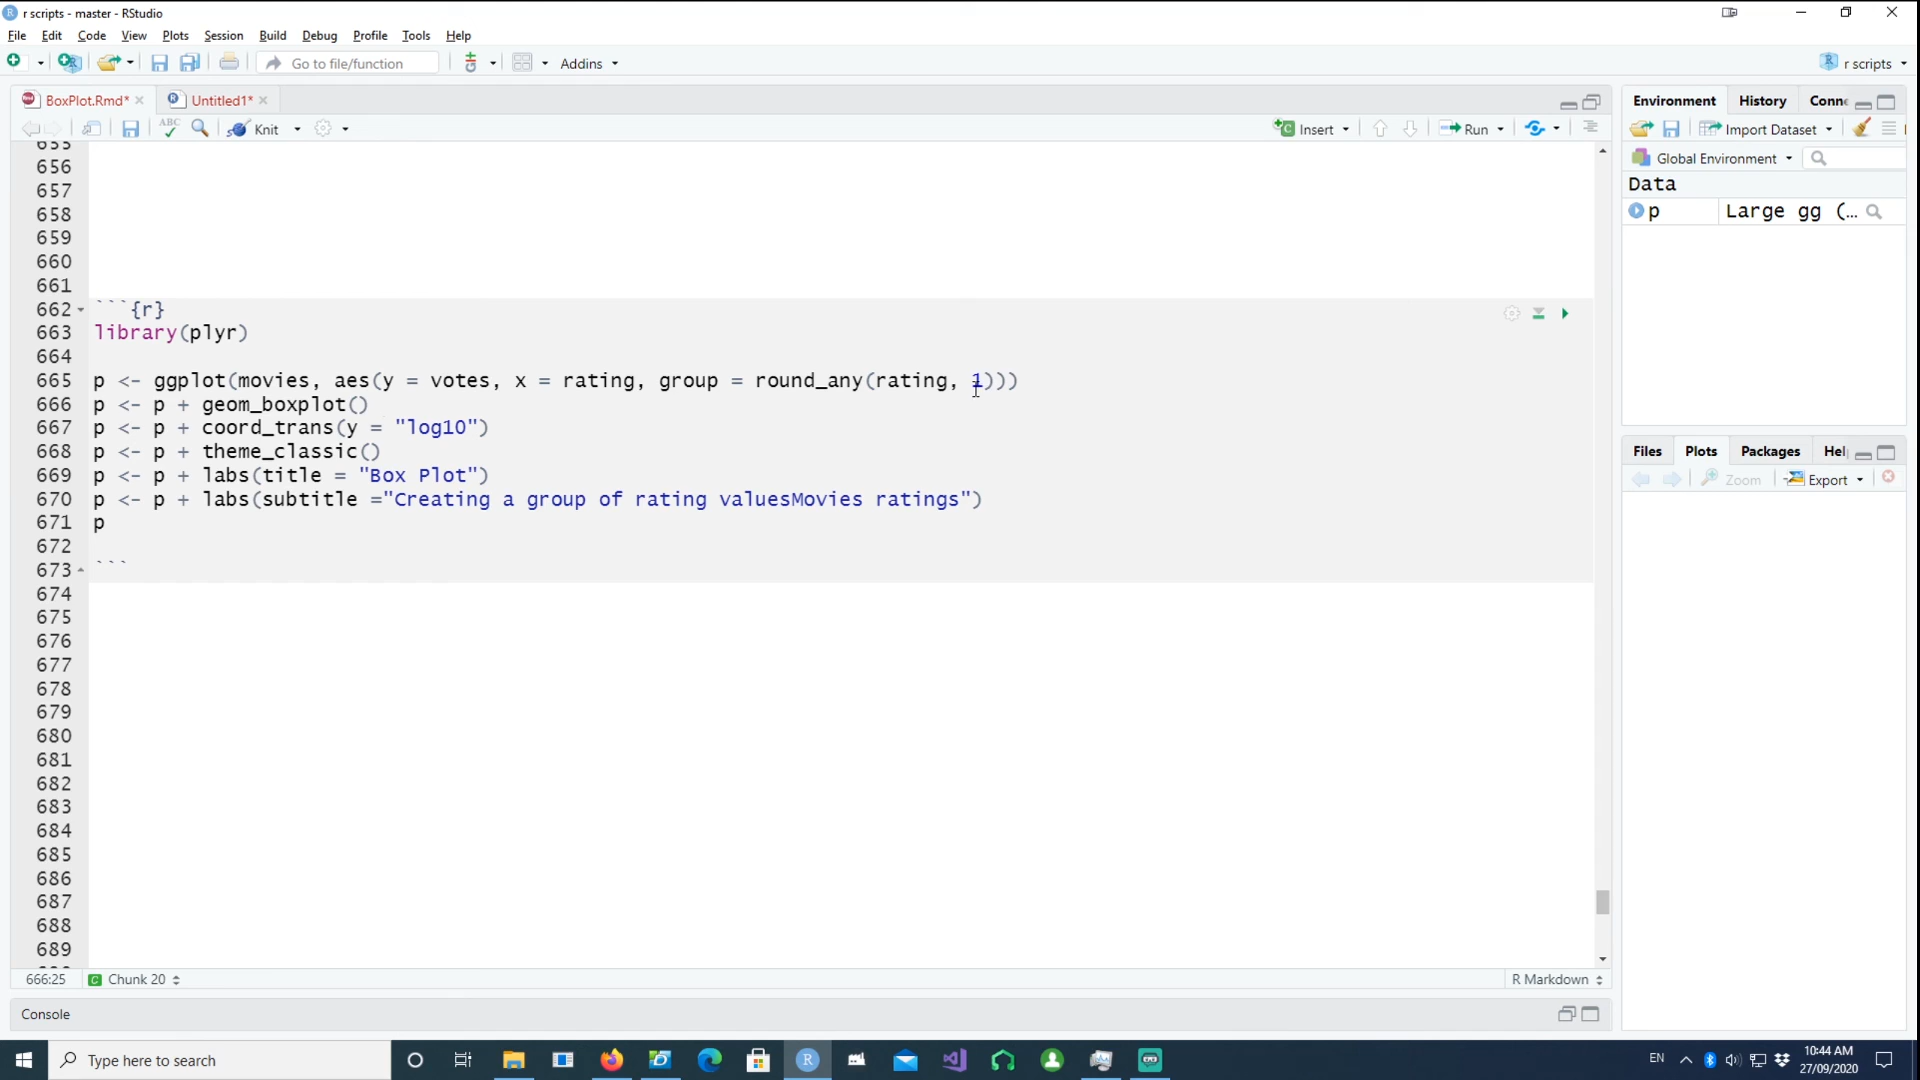 r scripts - master - RStudio
File Edit Code View Plots Session Build Debug Profile Tools Help
Go to file/function Addins r scripts
BoxPlot.Rmd* Untitled1* Environment History Conne
ABC Knit Insert Run Import Dataset
Global Environment
Data
p Large gg (…
655
656
657
658
659
660
661
662 ```{r}
663 library(plyr)
664
665 p <- ggplot(movies, aes(y = votes, x = rating, group = round_any(rating, 1)))
666 p <- p + geom_boxplot()
667 p <- p + coord_trans(y = "log10")
668 p <- p + theme_classic()
669 p <- p + labs(title = "Box Plot")
670 p <- p + labs(subtitle ="Creating a group of rating valuesMovies ratings")
671 p
672
673 ```
674
675
676
677
678
679
680
681
682
683
684
685
686
687
688
689
Files Plots Packages Hel
Zoom Export
666:25 Chunk 20 R Markdown
Console
Type here to search
EN 10:44 AM
27/09/2020